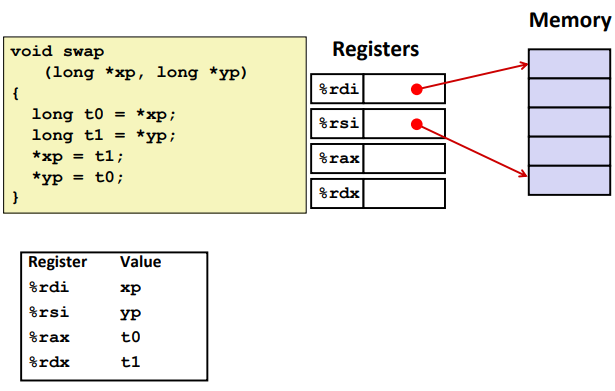 Memory
Registers
void swap
(long *xp, long *yp)
{
long t0 = *xp;
long t1 = *yp;
*xp = t1;
*yp = t0;
}
%rdi
%rsi
%rax
%rdx
Register Value
%rdi xp
%rsi yp
%rax t0
%rdx t1